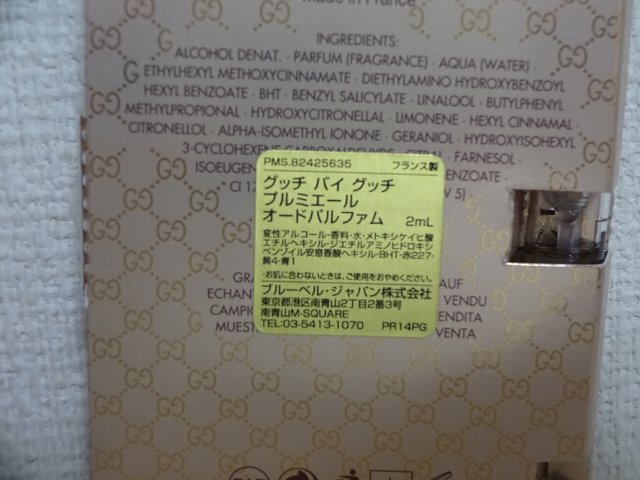 Made in France
INGREDIENTS:
ALCOHOL DENAT. · PARFUM (FRAGRANCE) · AQUA (WATER) ·
ETHYLHEXYL METHOXYCINNAMATE · DIETHYLAMINO HYDROXYBENZOYL
HEXYL BENZOATE · BHT · BENZYL SALICYLATE · LINALOOL · BUTYLPHENYL
METHYLPROPIONAL · HYDROXYCITRONELLAL · LIMONENE · HEXYL CINNAMAL
· CITRONELLOL · ALPHA-ISOMETHYL IONONE · GERANIOL · HYDROXYISOHEXYL
3-CYCLOHEXENE CARBOXALDEHYDE · CITRAL · FARNESOL
ISOEUGEN ENZOATE ·
CI 1 V 5)
PMS.82425635 フランス製
グッチ バイ グッチ
プルミエール
オードパルファム 2mL
変性アルコール・香料・水・メトキシケイヒ酸
エチルヘキシル・ジエチルアミノヒドロキシ
ベンゾイル安息香酸ヘキシル・BHT・赤227・
黄4・青1
・お肌に合わないときは、ご使用をおやめください。
ブルーベル・ジャパン株式会社
東京都港区南青山2丁目2番3号
南青山M-SQUARE
TEL:03-5413-1070 PR14PG
GRA AUF
ECHANT VENDU
CAMPIO ENDITA
MUEST VENTA